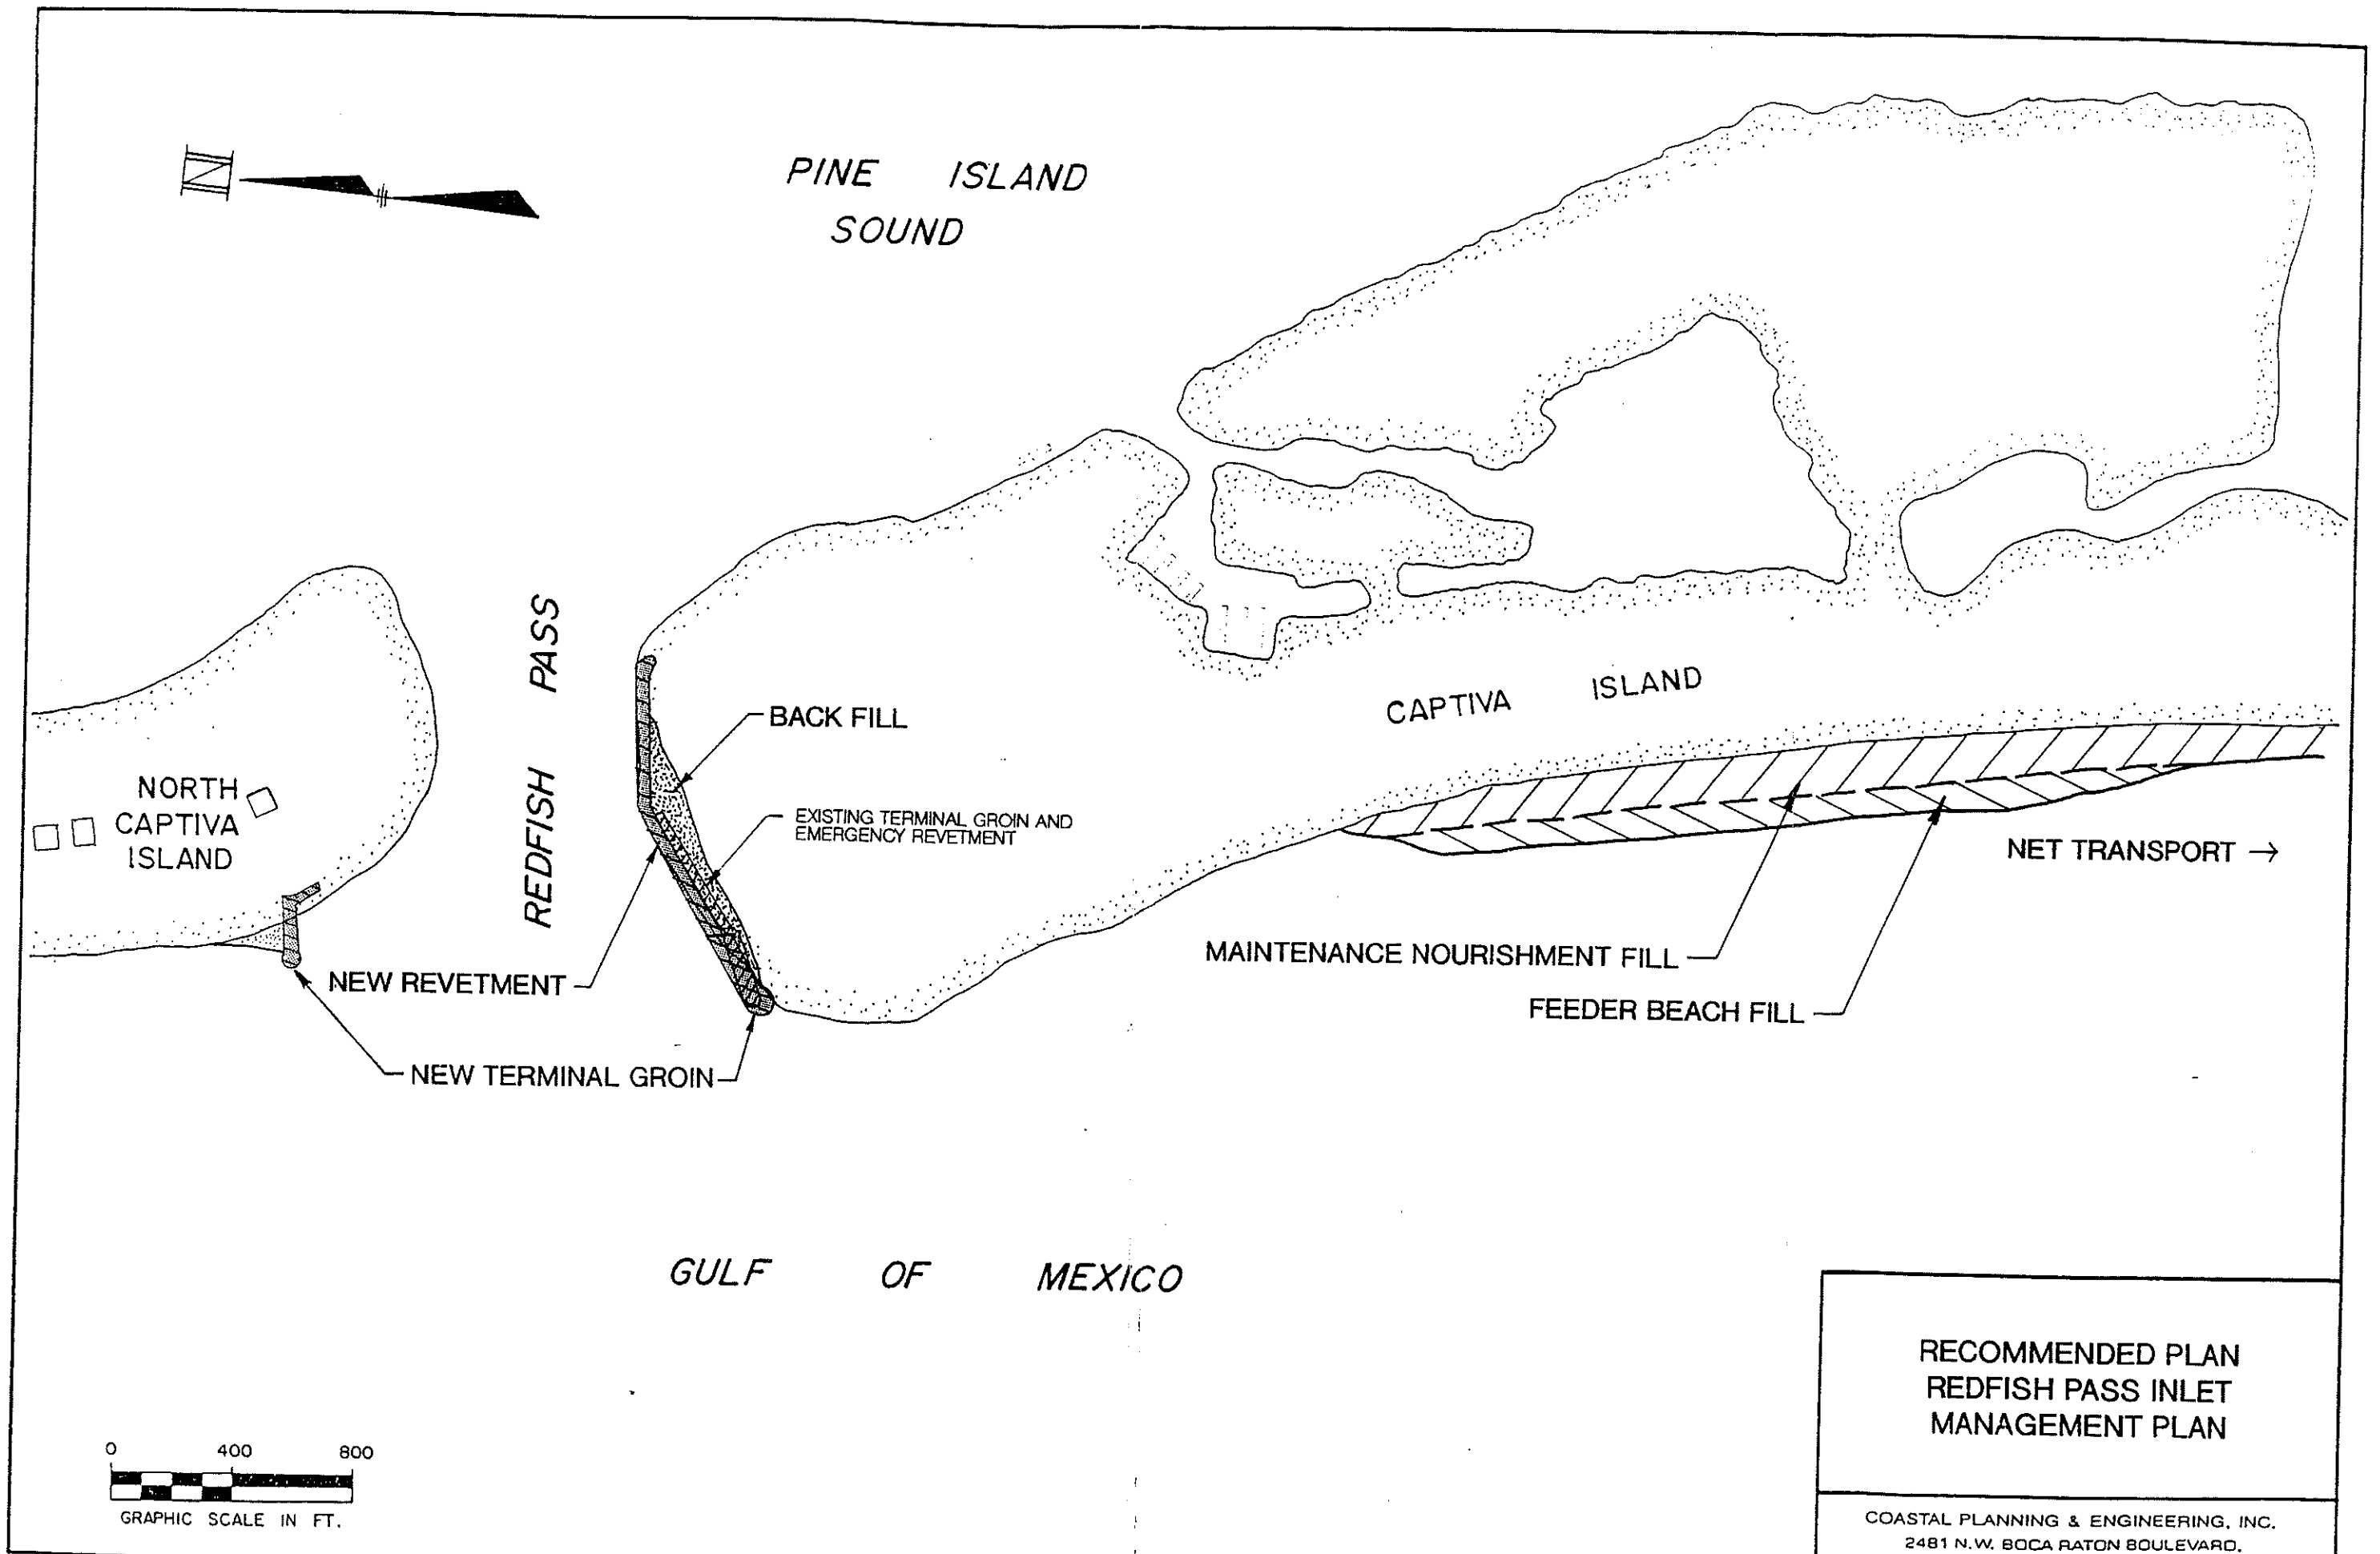 N
PINE ISLAND
SOUND
REDFISH PASS
BACK FILL
EXISTING TERMINAL GROIN AND
EMERGENCY REVETMENT
CAPTIVA ISLAND
NORTH
CAPTIVA
ISLAND
NET TRANSPORT →
MAINTENANCE NOURISHMENT FILL
NEW REVETMENT
FEEDER BEACH FILL
NEW TERMINAL GROIN
GULF OF MEXICO
RECOMMENDED PLAN
REDFISH PASS INLET
MANAGEMENT PLAN
0 400 800
GRAPHIC SCALE IN FT.
COASTAL PLANNING & ENGINEERING, INC.
2481 N.W. BOCA RATON BOULEVARD,